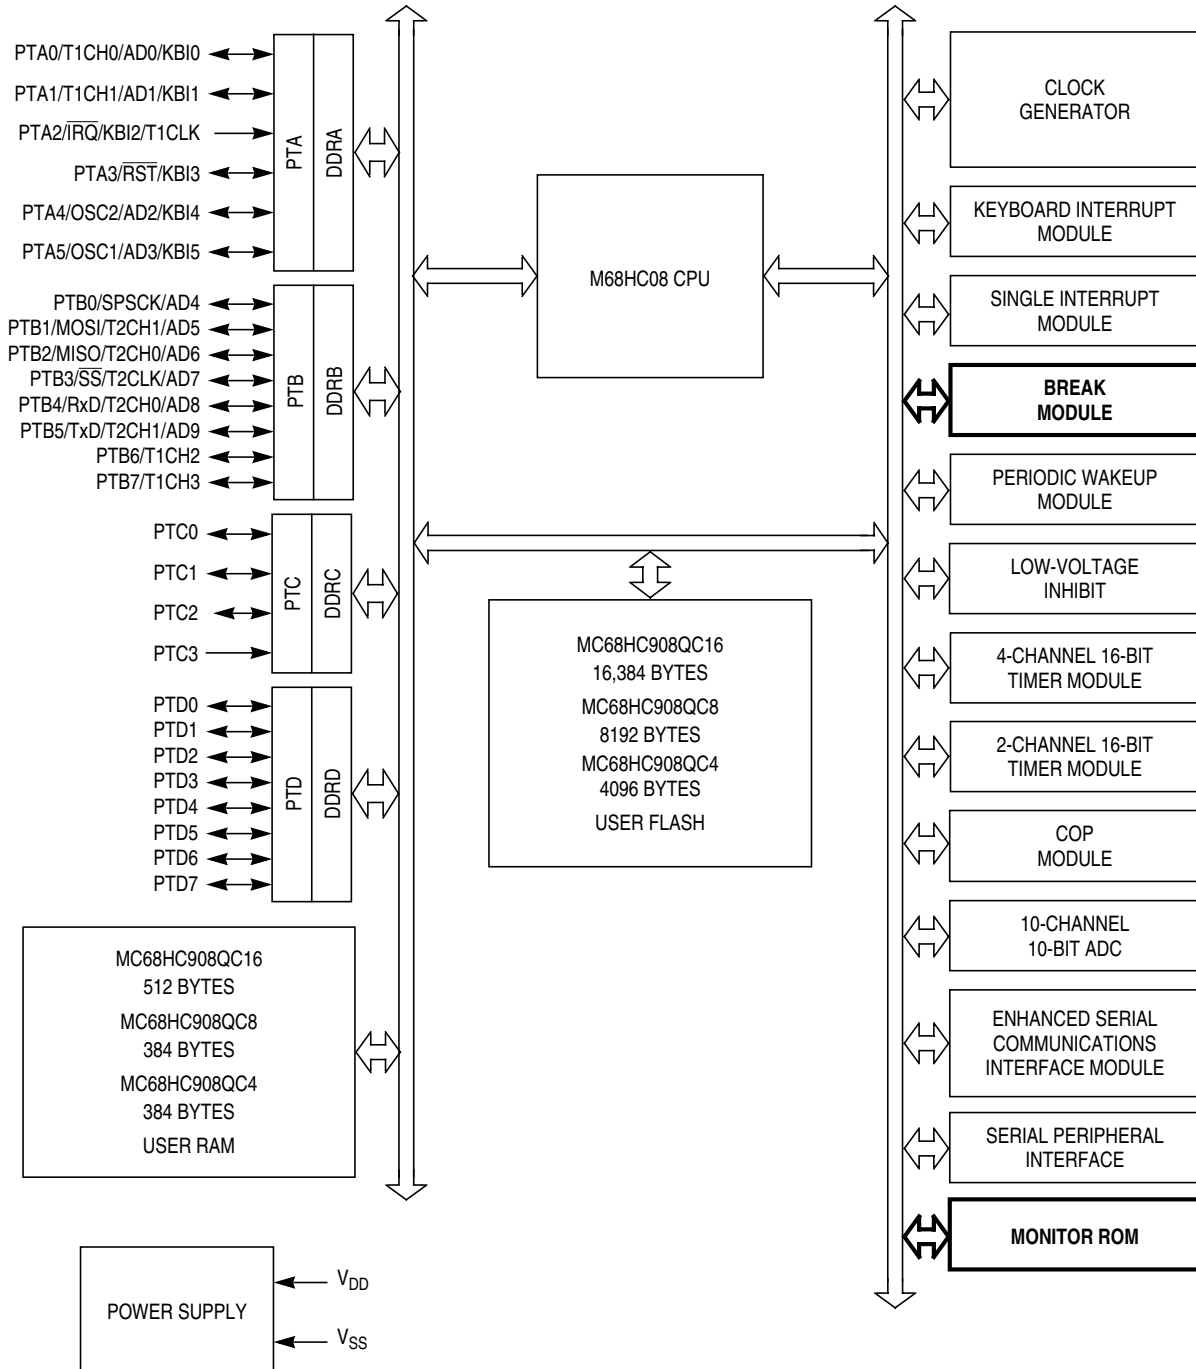 PTA0/T1CH0/AD0/KBI0
PTA1/T1CH1/AD1/KBI1
PTA2/I̅R̅Q̅/KBI2/T1CLK
PTA3/R̅S̅T̅/KBI3
PTA4/OSC2/AD2/KBI4
PTA5/OSC1/AD3/KBI5
PTA
DDRA
PTB0/SPSCK/AD4
PTB1/MOSI/T2CH1/AD5
PTB2/MISO/T2CH0/AD6
PTB3/S̅S̅/T2CLK/AD7
PTB4/RxD/T2CH0/AD8
PTB5/TxD/T2CH1/AD9
PTB6/T1CH2
PTB7/T1CH3
PTB
DDRB
PTC0
PTC1
PTC2
PTC3
PTC
DDRC
PTD0
PTD1
PTD2
PTD3
PTD4
PTD5
PTD6
PTD7
PTD
DDRD
MC68HC908QC16
512 BYTES
MC68HC908QC8
384 BYTES
MC68HC908QC4
384 BYTES
USER RAM
POWER SUPPLY
VDD
VSS
M68HC08 CPU
MC68HC908QC16
16,384 BYTES
MC68HC908QC8
8192 BYTES
MC68HC908QC4
4096 BYTES
USER FLASH
CLOCK
GENERATOR
KEYBOARD INTERRUPT
MODULE
SINGLE INTERRUPT
MODULE
BREAK
MODULE
PERIODIC WAKEUP
MODULE
LOW-VOLTAGE
INHIBIT
4-CHANNEL 16-BIT
TIMER MODULE
2-CHANNEL 16-BIT
TIMER MODULE
COP
MODULE
10-CHANNEL
10-BIT ADC
ENHANCED SERIAL
COMMUNICATIONS
INTERFACE MODULE
SERIAL PERIPHERAL
INTERFACE
MONITOR ROM